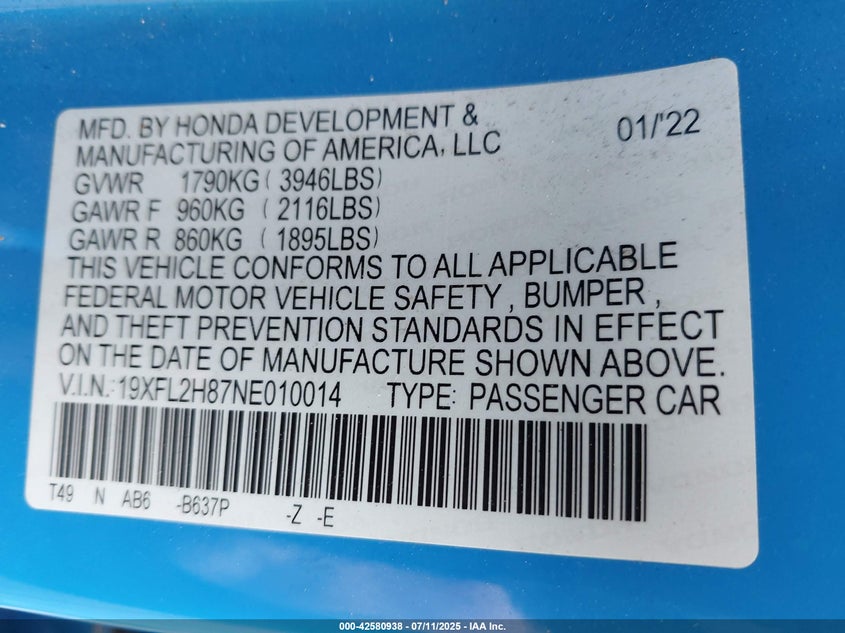 MFD. BY HONDA DEVELOPMENT & 01/'22
MANUFACTURING OF AMERICA, LLC
GVWR 1790KG ( 3946LBS)
GAWR F 960KG ( 2116LBS)
GAWR R 860KG ( 1895LBS)
THIS VEHICLE CONFORMS TO ALL APPLICABLE
FEDERAL MOTOR VEHICLE SAFETY , BUMPER ,
AND THEFT PREVENTION STANDARDS IN EFFECT
ON THE DATE OF MANUFACTURE SHOWN ABOVE.
V.I.N.:19XFL2H87NE010014 TYPE: PASSENGER CAR
T49 N AB6 -B637P -Z -E
000-42580938 - 07/11/2025 - IAA Inc.